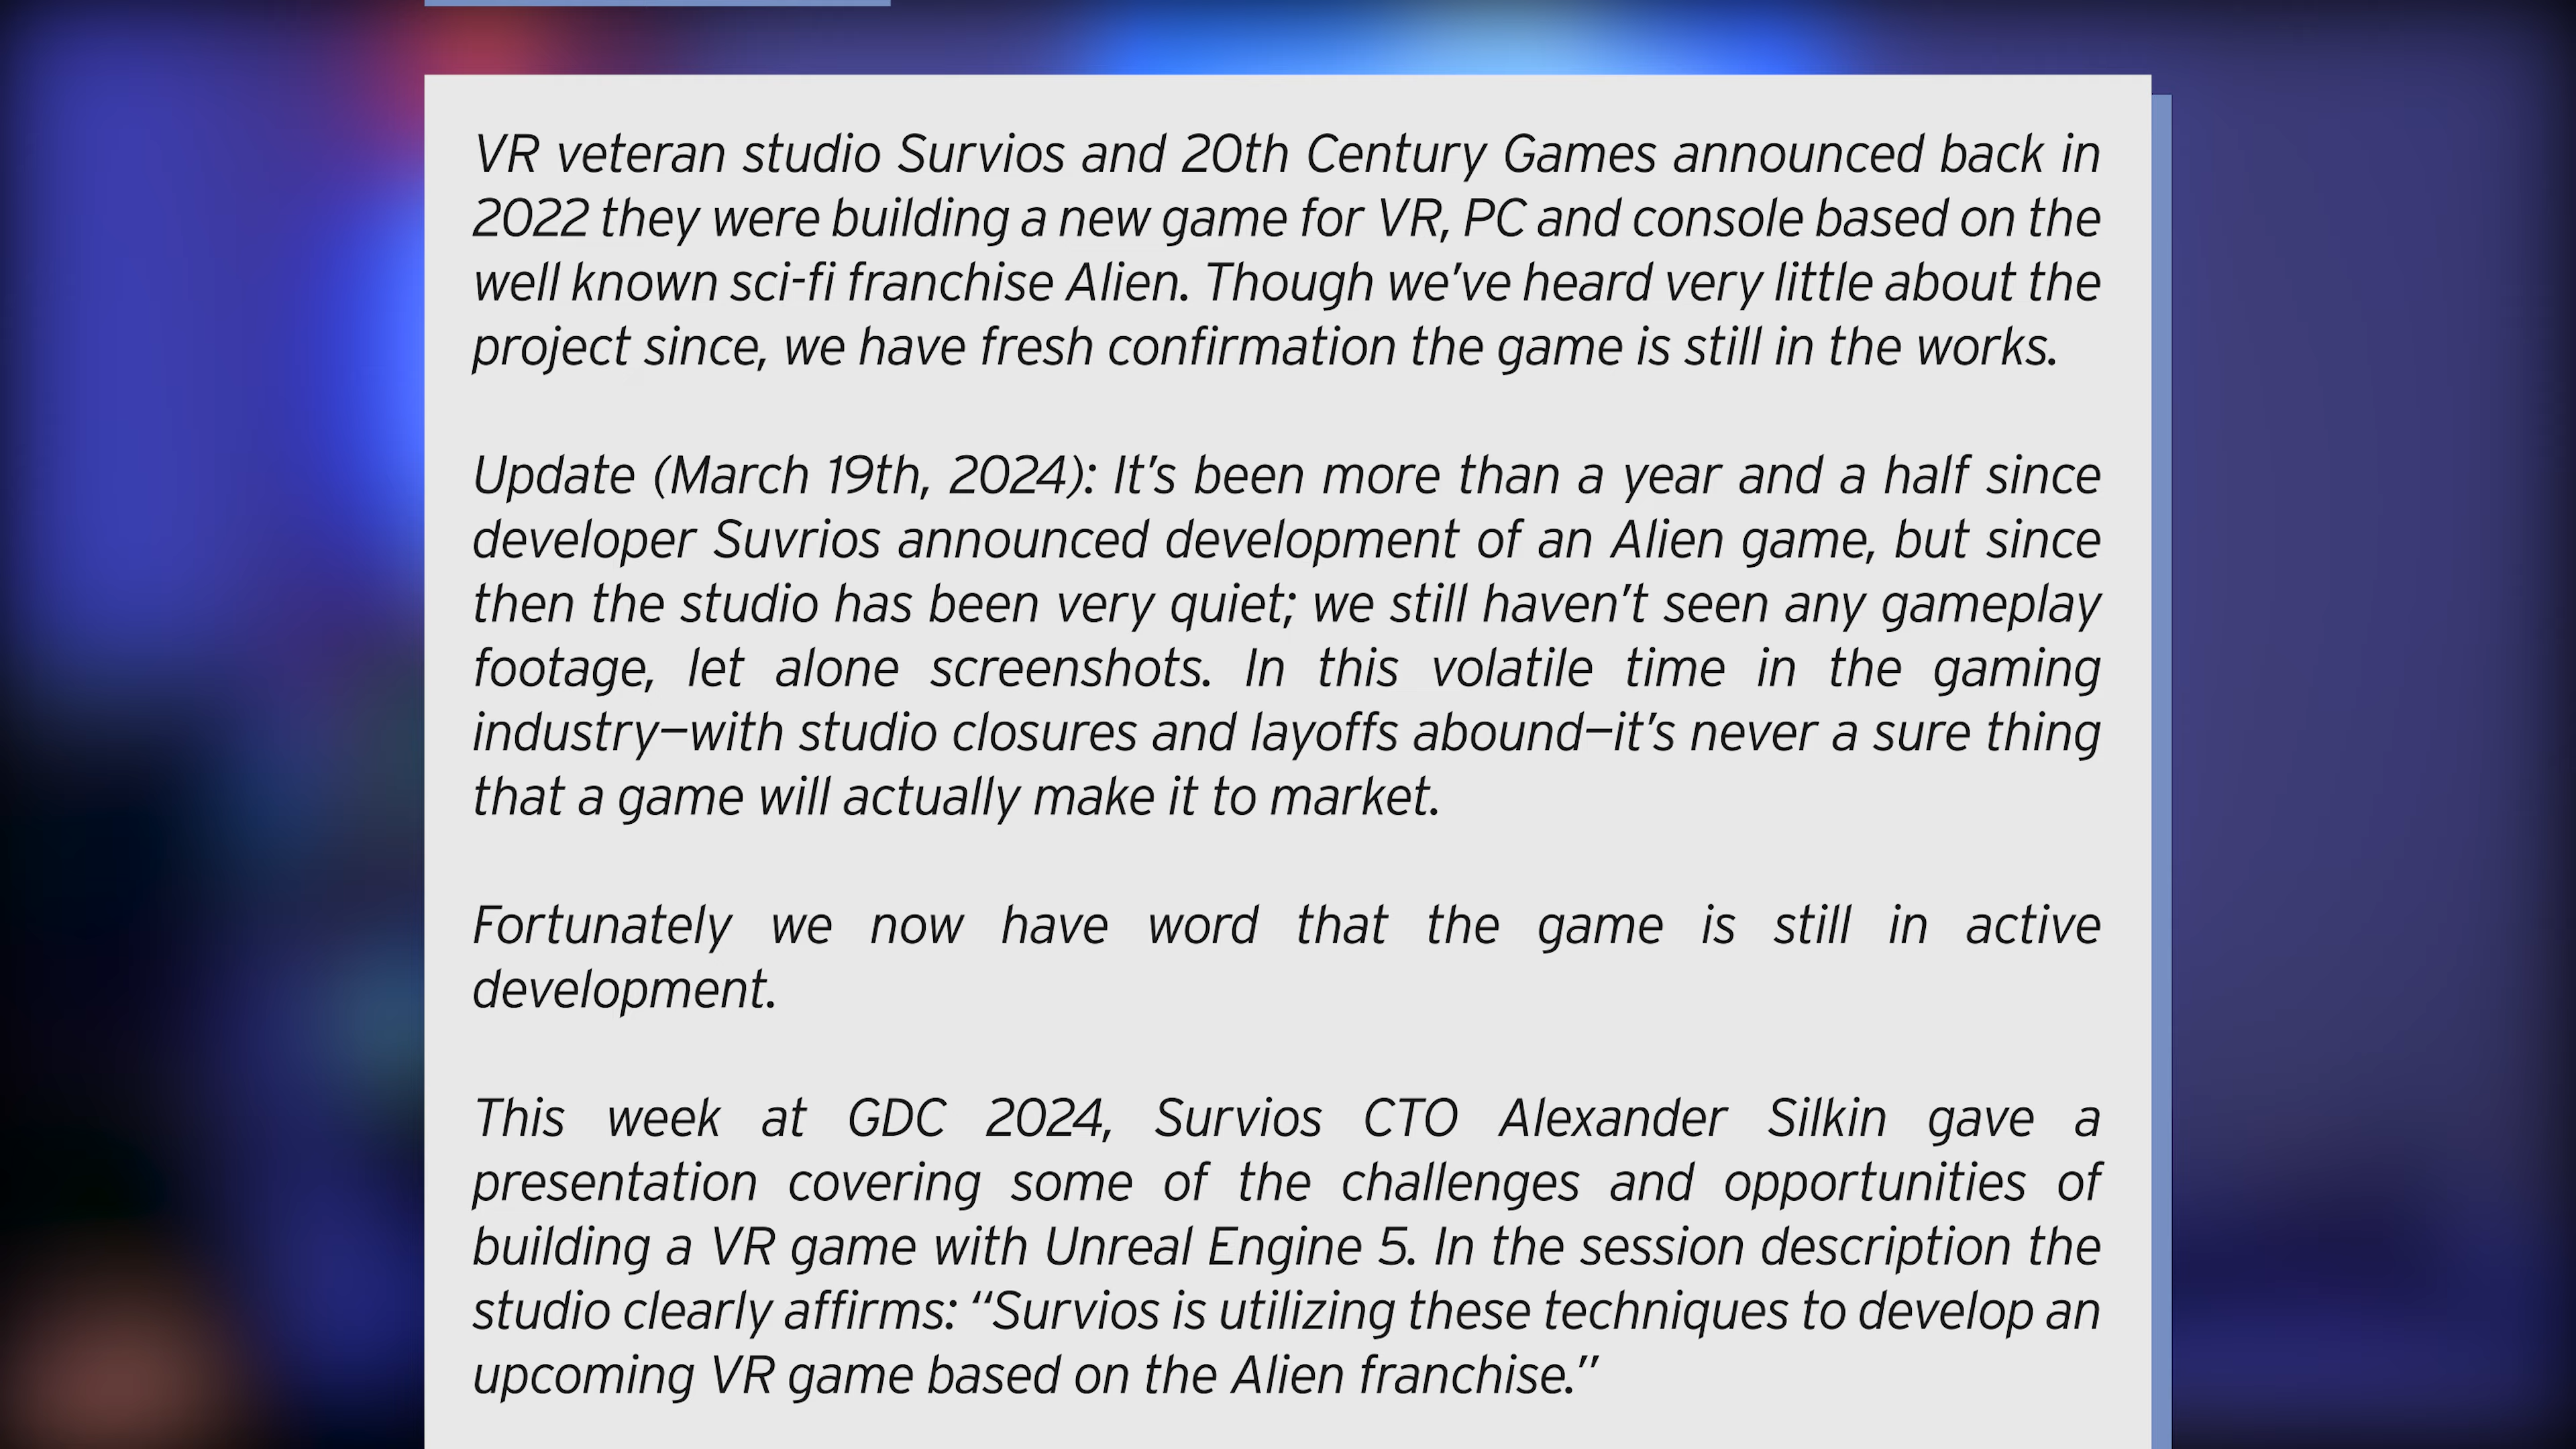 VR veteran studio Survios and 20th Century Games announced back in
2022 they were building a new game for VR, PC and console based on the
well known sci-fi franchise Alien. Though we’ve heard very little about the
project since, we have fresh confirmation the game is still in the works.
Update (March 19th, 2024): It’s been more than a year and a half since
developer Suvrios announced development of an Alien game, but since
then the studio has been very quiet; we still haven’t seen any gameplay
footage, let alone screenshots. In this volatile time in the gaming
industry—with studio closures and layoffs abound—it’s never a sure thing
that a game will actually make it to market.
Fortunately we now have word that the game is still in active
development.
This week at GDC 2024, Survios CTO Alexander Silkin gave a
presentation covering some of the challenges and opportunities of
building a VR game with Unreal Engine 5. In the session description the
studio clearly affirms: “Survios is utilizing these techniques to develop an
upcoming VR game based on the Alien franchise.”